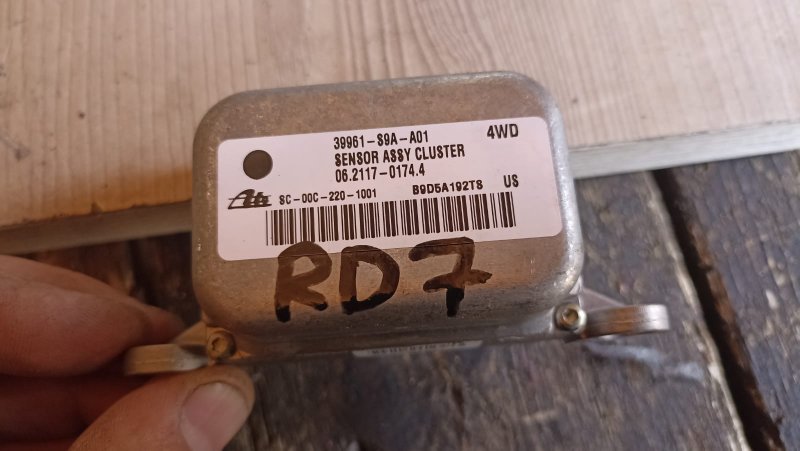 39961-S9A-A01 4WD
SENSOR ASSY CLUSTER
06.2117-0174.4
Ate SC-00C-220-1001 B9D5A192TS US
RD7